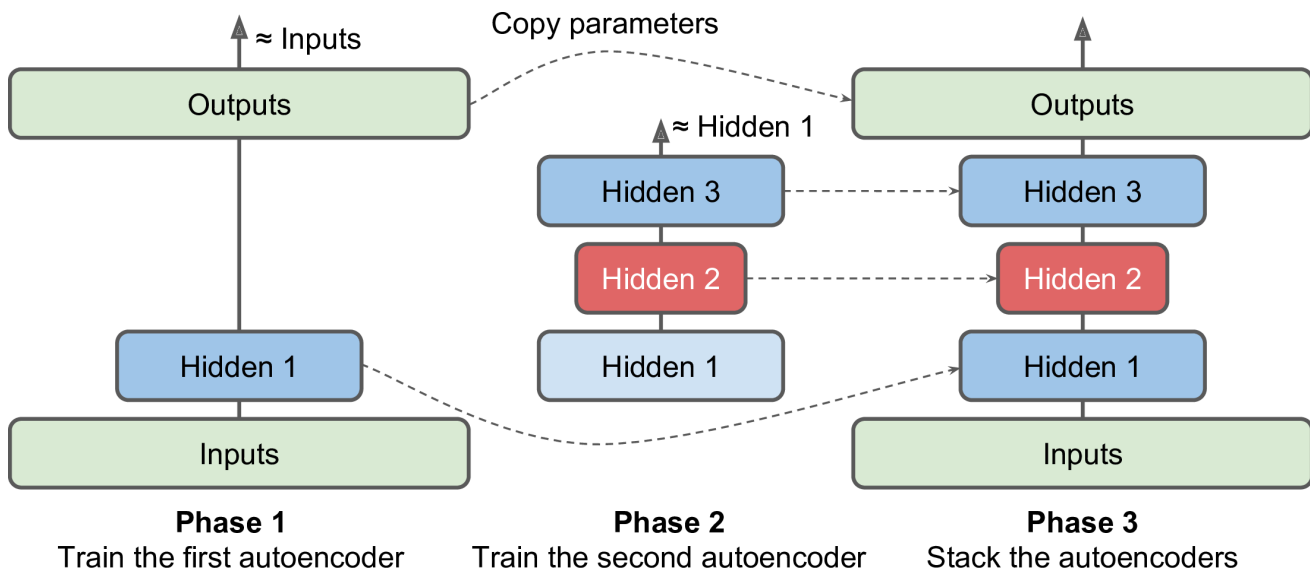 Copy parameters
≈ Inputs
Outputs
Hidden 1
Inputs
Phase 1
Train the first autoencoder
≈ Hidden 1
Hidden 3
Hidden 2
Hidden 1
Phase 2
Train the second autoencoder
Outputs
Hidden 3
Hidden 2
Hidden 1
Inputs
Phase 3
Stack the autoencoders